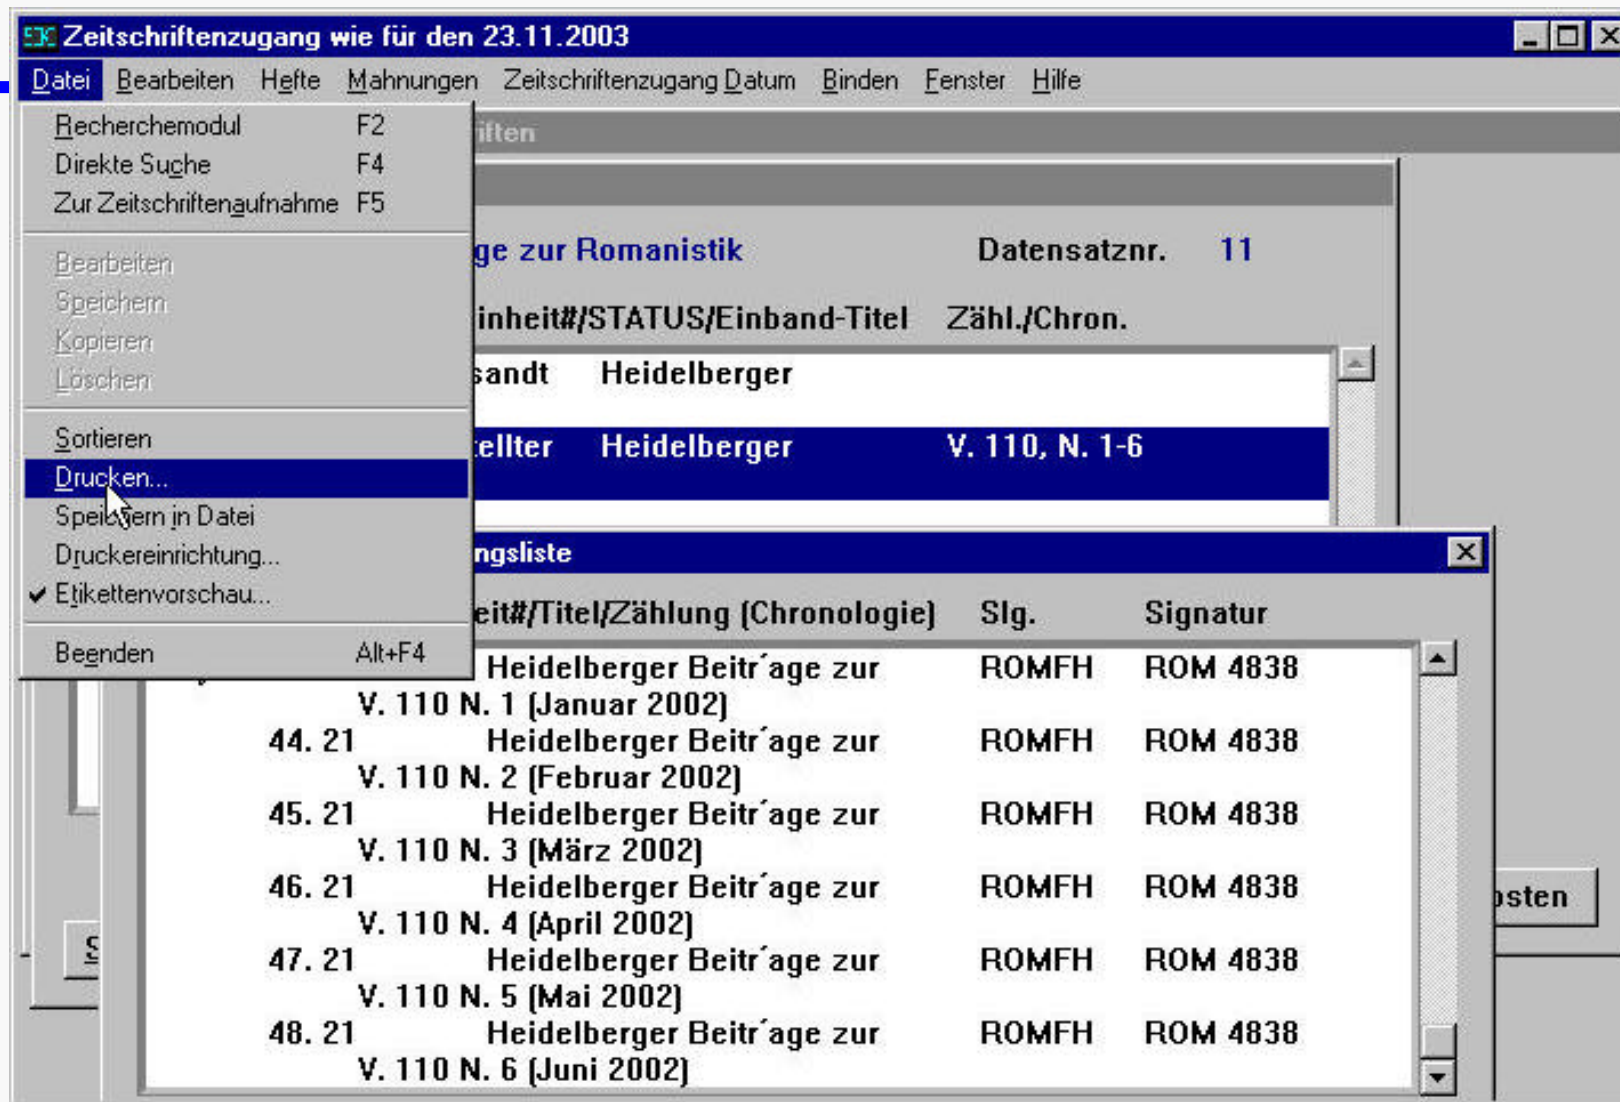 Zeitschriftenzugang wie für den 23.11.2003
Datei Bearbeiten Hefte Mahnungen Zeitschriftenzugang Datum Binden Fenster Hilfe
Recherchemodul F2
Direkte Suche F4
Zur Zeitschriftenaufnahme F5
Bearbeiten
Speichern
Kopieren
Löschen
Sortieren
Drucken...
Speichern in Datei
Druckereinrichtung...
Etikettenvorschau...
Beenden Alt+F4
iften
ge zur Romanistik Datensatznr. 11
inheit#/STATUS/Einband-Titel Zähl./Chron.
sandt Heidelberger
ellter Heidelberger V. 110, N. 1-6
ngsliste
eit#/Titel/Zählung (Chronologie) Slg. Signatur
Heidelberger Beitr´age zur ROMFH ROM 4838
V. 110 N. 1 (Januar 2002)
44. 21 Heidelberger Beitr´age zur ROMFH ROM 4838
V. 110 N. 2 (Februar 2002)
45. 21 Heidelberger Beitr´age zur ROMFH ROM 4838
V. 110 N. 3 (März 2002)
46. 21 Heidelberger Beitr´age zur ROMFH ROM 4838
V. 110 N. 4 (April 2002)
47. 21 Heidelberger Beitr´age zur ROMFH ROM 4838
V. 110 N. 5 (Mai 2002)
48. 21 Heidelberger Beitr´age zur ROMFH ROM 4838
V. 110 N. 6 (Juni 2002)
osten
S